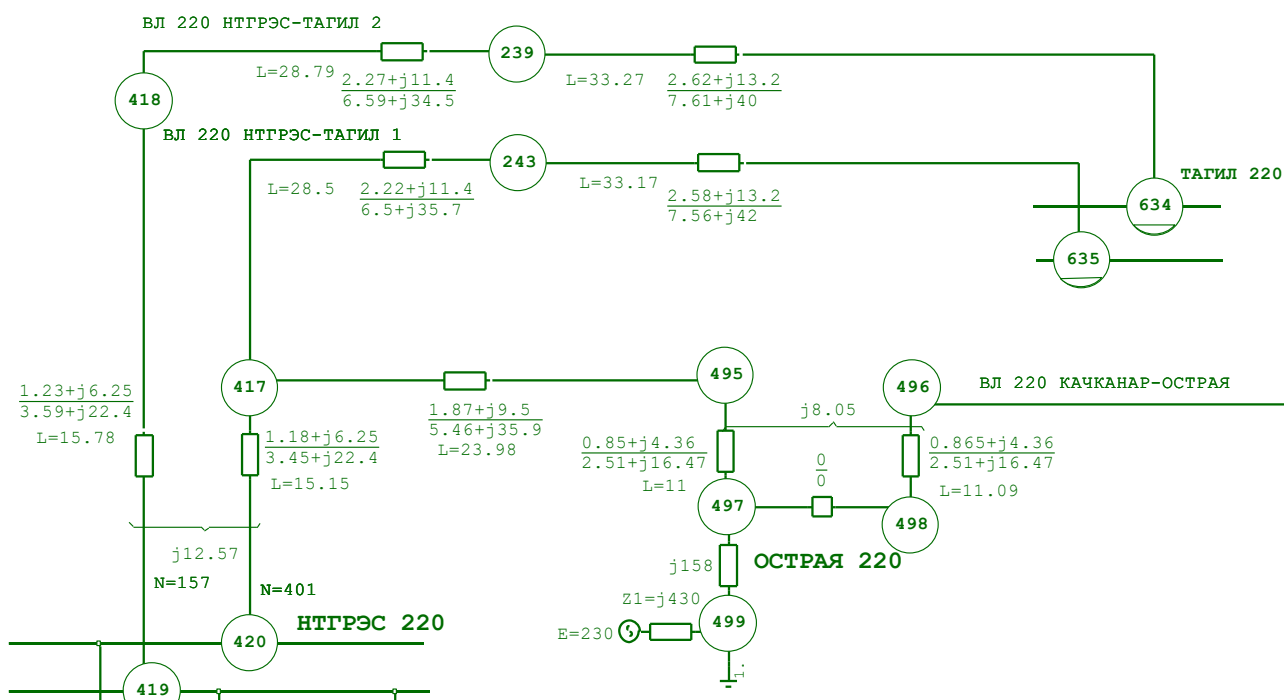 ВЛ 220 НТГРЭС-ТАГИЛ 2
239
L=28.79
2.27+j11.4
6.59+j34.5
L=33.27
2.62+j13.2
7.61+j40
418
ВЛ 220 НТГРЭС-ТАГИЛ 1
243
L=28.5
2.22+j11.4
6.5+j35.7
L=33.17
2.58+j13.2
7.56+j42
ТАГИЛ 220
634
635
417
495
496
ВЛ 220 КАЧКАНАР-ОСТРАЯ
1.23+j6.25
3.59+j22.4
L=15.78
1.18+j6.25
3.45+j22.4
L=15.15
1.87+j9.5
5.46+j35.9
L=23.98
j8.05
0.85+j4.36
2.51+j16.47
L=11
0
0
0.865+j4.36
2.51+j16.47
L=11.09
497
498
j12.57
j158
ОСТРАЯ 220
N=157
N=401
Z1=j430
НТГРЭС 220
E=230
499
420
1.
419